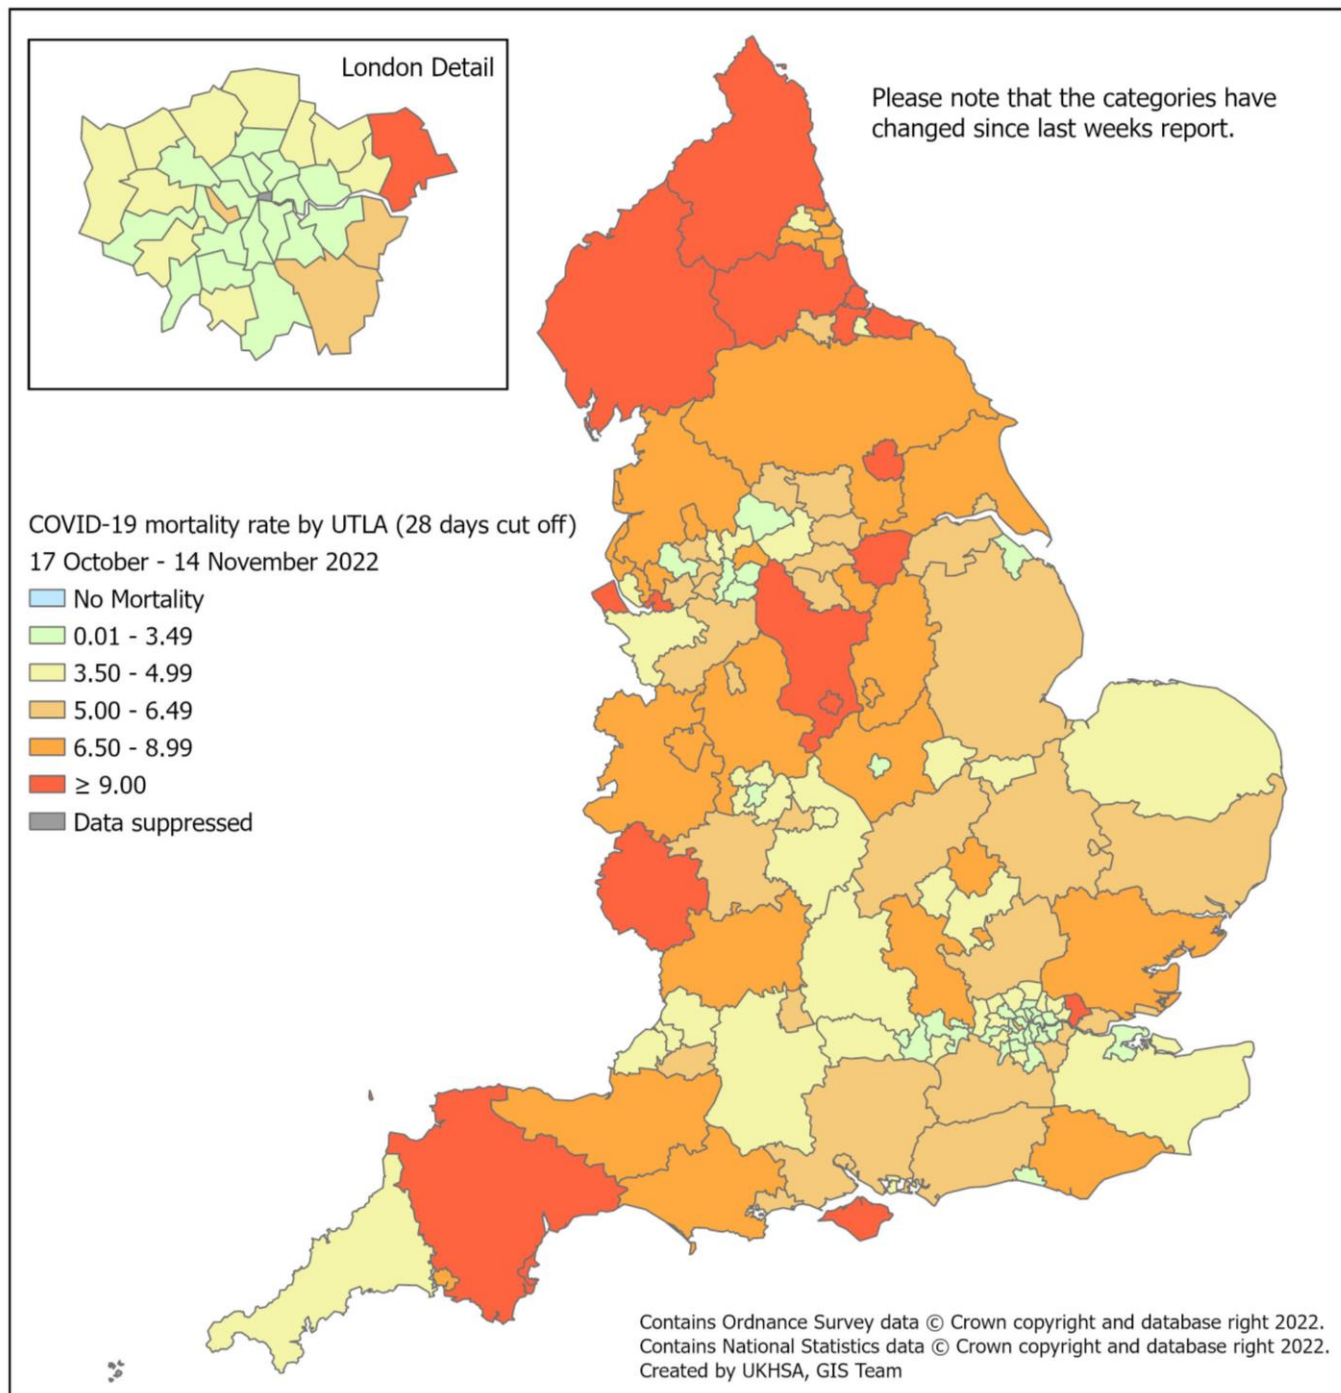 London Detail
Please note that the categories have
changed since last weeks report.
COVID-19 mortality rate by UTLA (28 days cut off)
17 October - 14 November 2022
No Mortality
0.01 - 3.49
3.50 - 4.99
5.00 - 6.49
6.50 - 8.99
≥ 9.00
Data suppressed
Contains Ordnance Survey data © Crown copyright and database right 2022.
Contains National Statistics data © Crown copyright and database right 2022.
Created by UKHSA, GIS Team